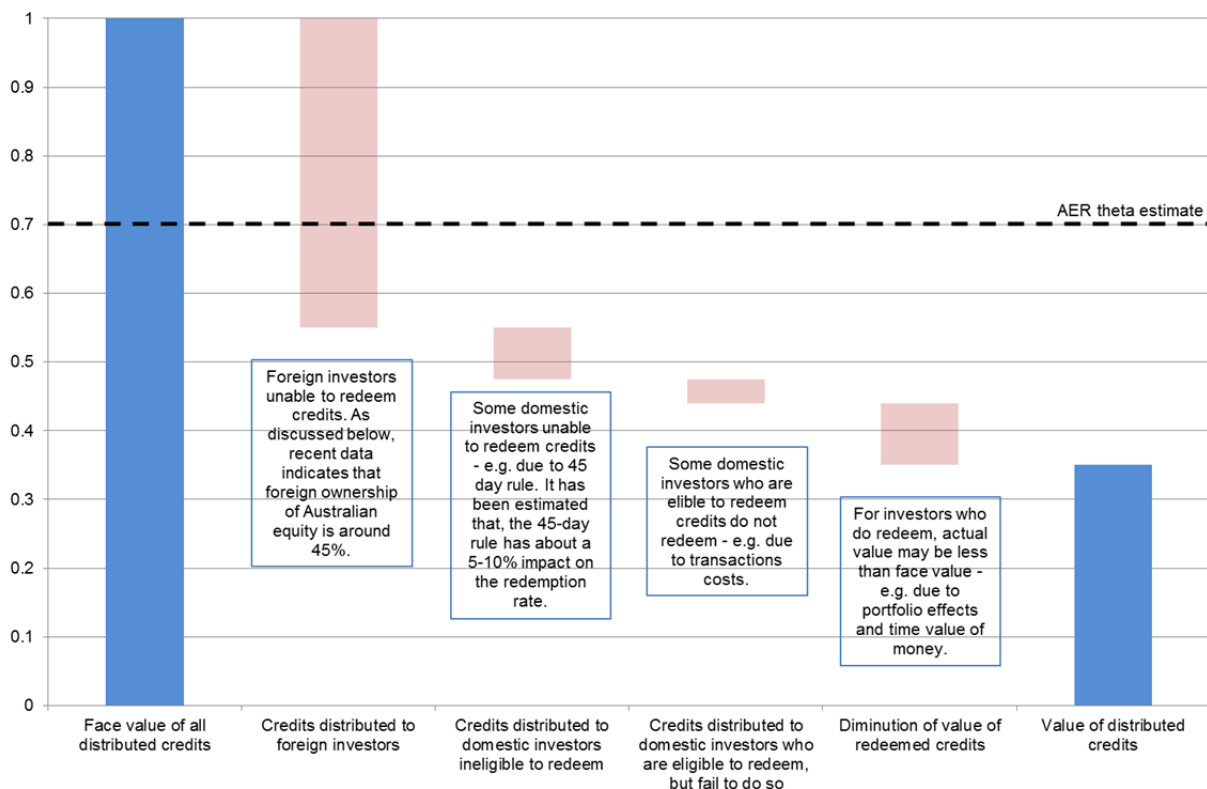 1
0.9
0.8
0.7
0.6
0.5
0.4
0.3
0.2
0.1
0
AER theta estimate
Foreign investors
unable to redeem
credits. As
discussed below,
recent data
indicates that
foreign ownership
of Australian
equity is around
45%.
Some domestic
investors unable
to redeem credits
- e.g. due to 45
day rule. It has
been estimated
that, the 45-day
rule has about a
5-10% impact on
the redemption
rate.
Some domestic
investors who are
elible to redeem
credits do not
redeem - e.g. due
to transactions
costs.
For investors who
do redeem, actual
value may be less
than face value -
e.g. due to
portfolio effects
and time value of
money.
Face value of all
distributed credits
Credits distributed to
foreign investors
Credits distributed to
domestic investors
ineligible to redeem
Credits distributed to
domestic investors who
are eligible to redeem,
but fail to do so
Diminution of value of
redeemed credits
Value of distributed
credits